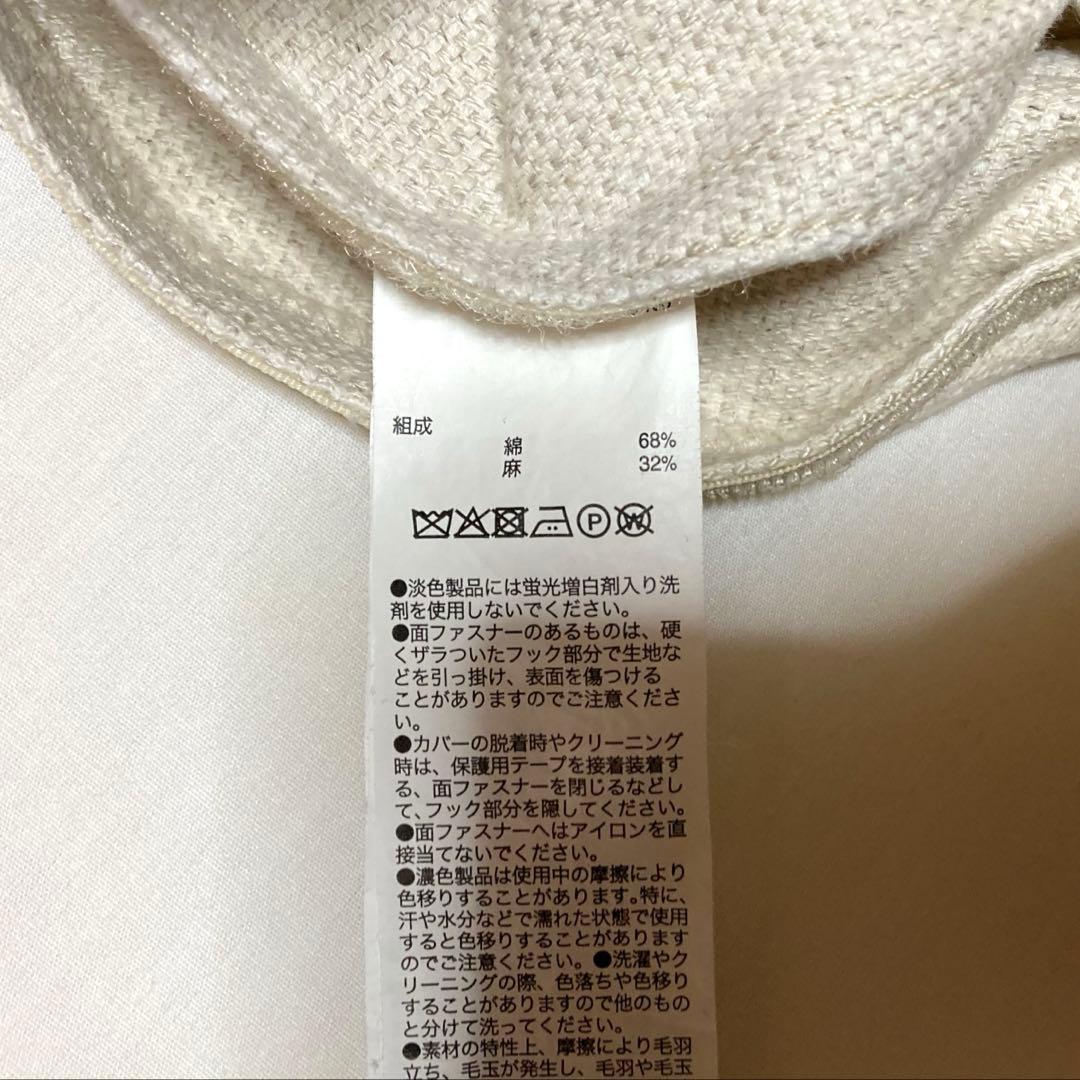 組成
綿 68%
麻 32%
P W
●淡色製品には蛍光増白剤入り洗
剤を使用しないでください。
●面ファスナーのあるものは、硬
くザラついたフック部分で生地な
どを引っ掛け、表面を傷つける
ことがありますのでご注意くださ
い。
●カバーの脱着時やクリーニング
時は、保護用テープを接着装着す
る、面ファスナーを閉じるなどし
て、フック部分を隠してください。
●面ファスナーへはアイロンを直
接当てないでください。
●濃色製品は使用中の摩擦により
色移りすることがあります。特に、
汗や水分などで濡れた状態で使用
すると色移りすることがあります
のでご注意ください。●洗濯やク
リーニングの際、色落ちや色移り
することがありますので他のもの
と分けて洗ってください。
●素材の特性上、摩擦により毛羽
立ち、毛玉が発生し、毛羽や毛玉